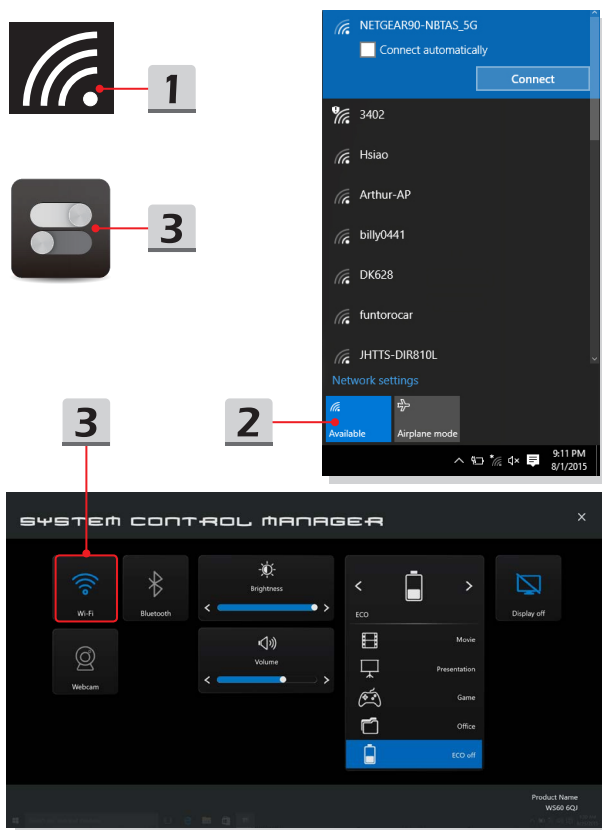 1
3
NETGEAR90-NBTAS_5G
Connect automatically
Connect
3402
Hsiao
Arthur-AP
billy0441
DK628
funtorocar
JHTTS-DIR810L
Network settings
2
Available
Airplane mode
9:11 PM
8/1/2015
3
SYSTEM CONTROL MANAGER
Wi-Fi
Bluetooth
Brightness
ECO
Display off
Webcam
Volume
Movie
Presentation
Game
Office
ECO off
Product Name
WS60 6QJ